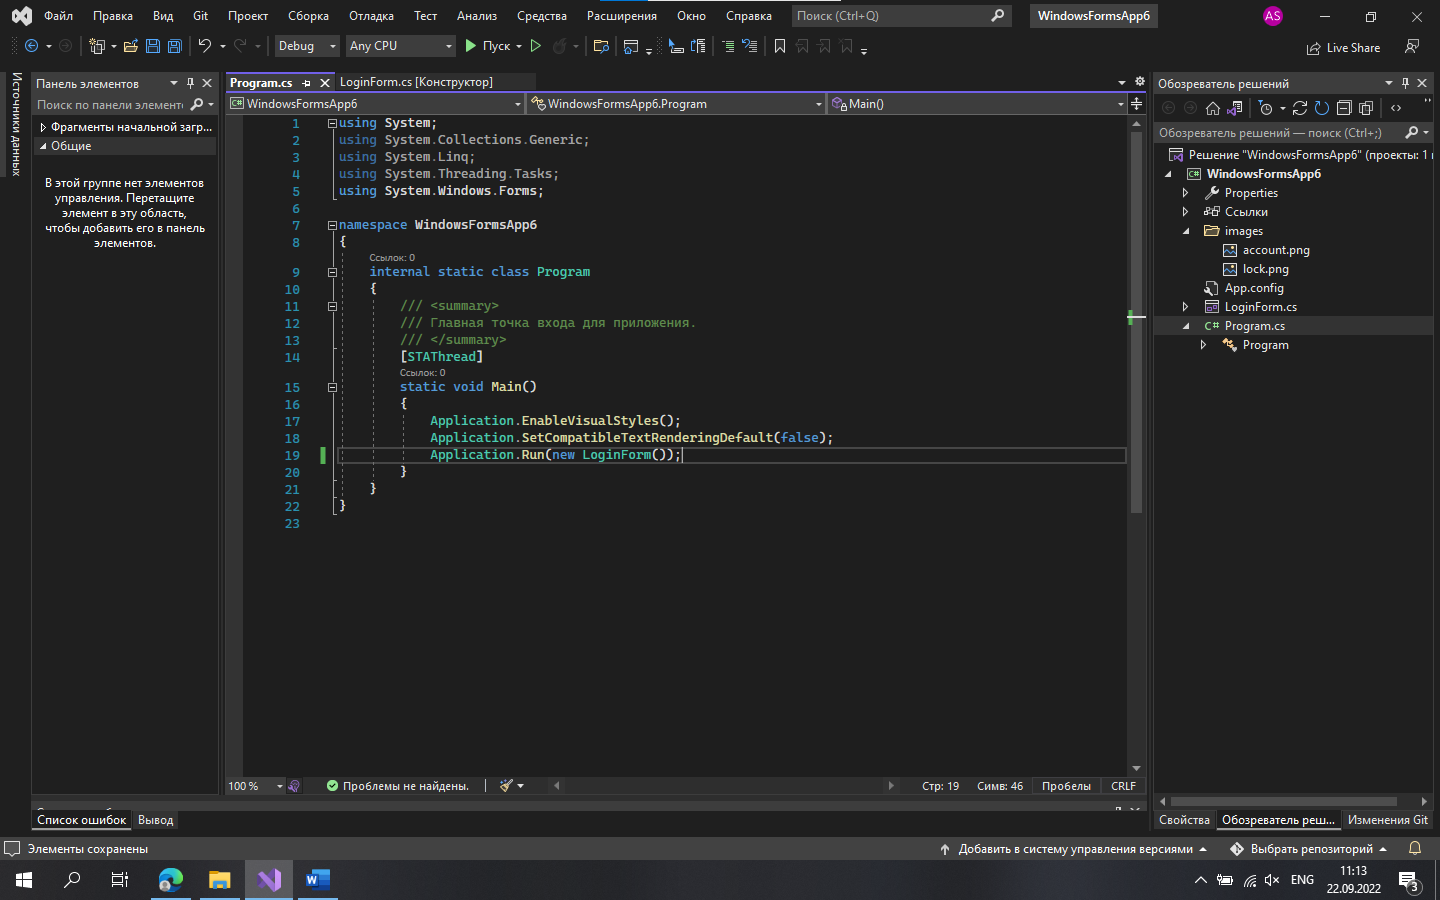 Файл Правка Вид Git Проект Сборка Отладка Тест Анализ Средства Расширения Окно Справка Поиск (Ctrl+Q) WindowsFormsApp6 AS
Debug Any CPU Пуск Live Share
Источники данных
Панель элементов
Поиск по панели элементо
Фрагменты начальной загр...
Общие
В этой группе нет элементов
управления. Перетащите
элемент в эту область,
чтобы добавить его в панель
элементов.
Program.cs LoginForm.cs [Конструктор]
WindowsFormsApp6 WindowsFormsApp6.Program Main()
1 using System;
2 using System.Collections.Generic;
3 using System.Linq;
4 using System.Threading.Tasks;
5 using System.Windows.Forms;
6
7 namespace WindowsFormsApp6
8 {
Ссылок: 0
9 internal static class Program
10 {
11 /// <summary>
12 /// Главная точка входа для приложения.
13 /// </summary>
14 [STAThread]
Ссылок: 0
15 static void Main()
16 {
17 Application.EnableVisualStyles();
18 Application.SetCompatibleTextRenderingDefault(false);
19 Application.Run(new LoginForm());
20 }
21 }
22 }
23
100 % Проблемы не найдены. Стр: 19 Симв: 46 Пробелы CRLF
Список ошибок Вывод
Обозреватель решений
Обозреватель решений — поиск (Ctrl+;)
Решение "WindowsFormsApp6" (проекты: 1
WindowsFormsApp6
Properties
Ссылки
images
account.png
lock.png
App.config
LoginForm.cs
C# Program.cs
Program
Свойства Обозреватель реш... Изменения Git
Элементы сохранены Добавить в систему управления версиями Выбрать репозиторий
ENG
11:13
22.09.2022
3